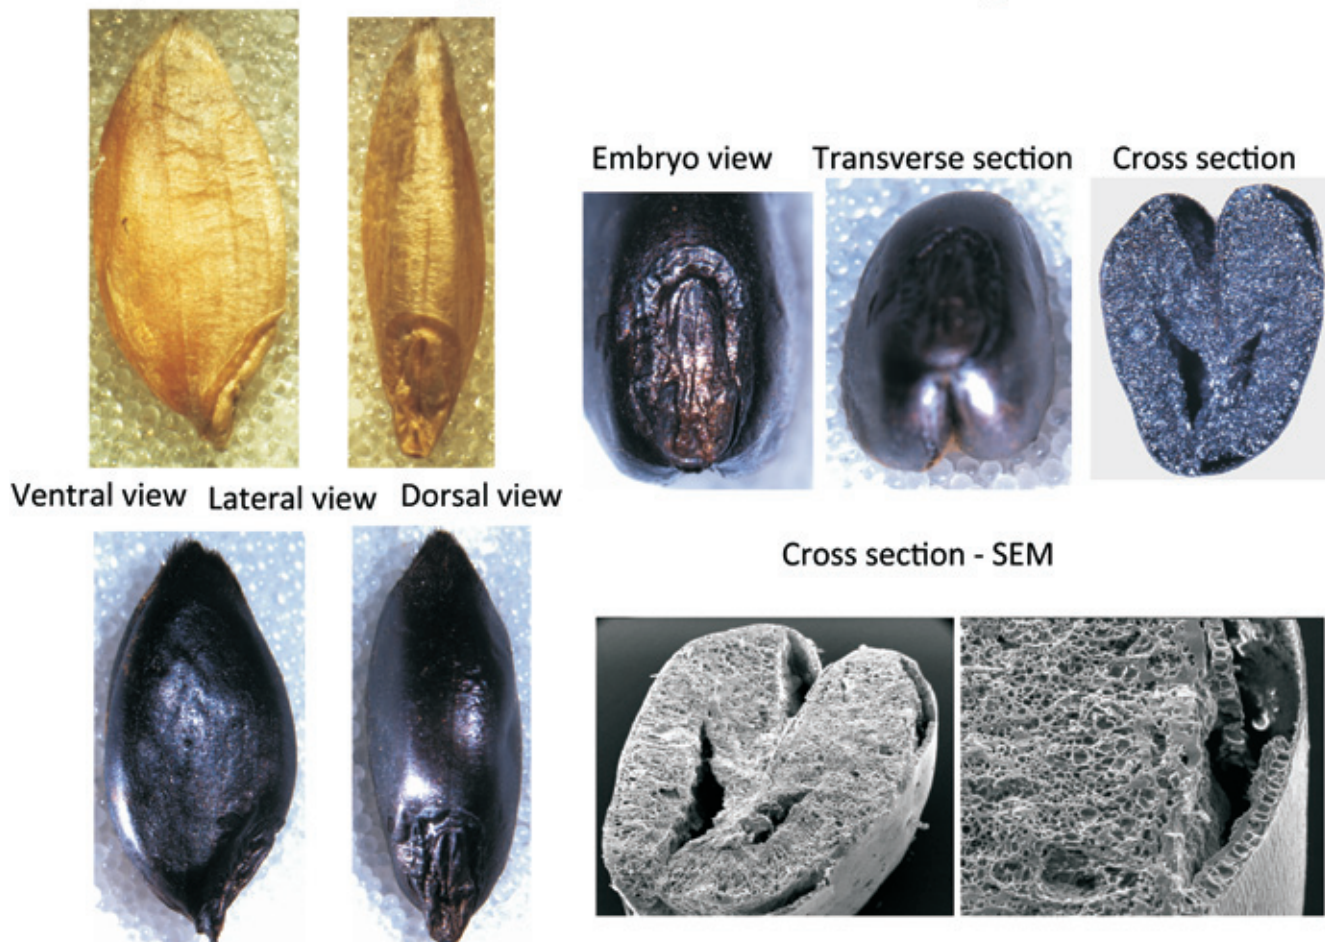 Embryo view
Transverse section
Cross section
Ventral view
Lateral view
Dorsal view
Cross section - SEM